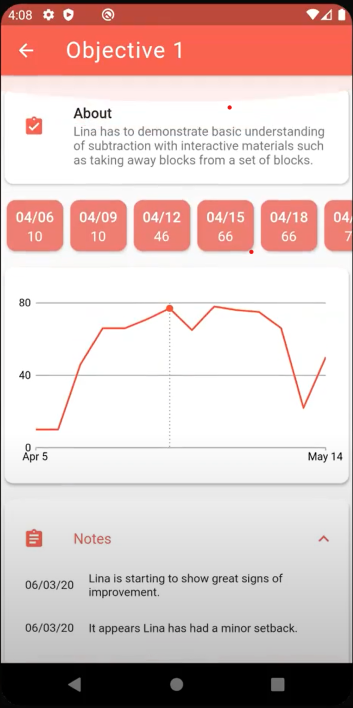 4:08
Objective 1
About
Lina has to demonstrate basic understanding
of subtraction with interactive materials such
as taking away blocks from a set of blocks.
04/06 04/09 04/12 04/15 04/18 04/
10 10 46 66 66 7
80
40
0
Apr 5 May 14
Notes
06/03/20 Lina is starting to show great signs of
improvement.
06/03/20 It appears Lina has had a minor setback.